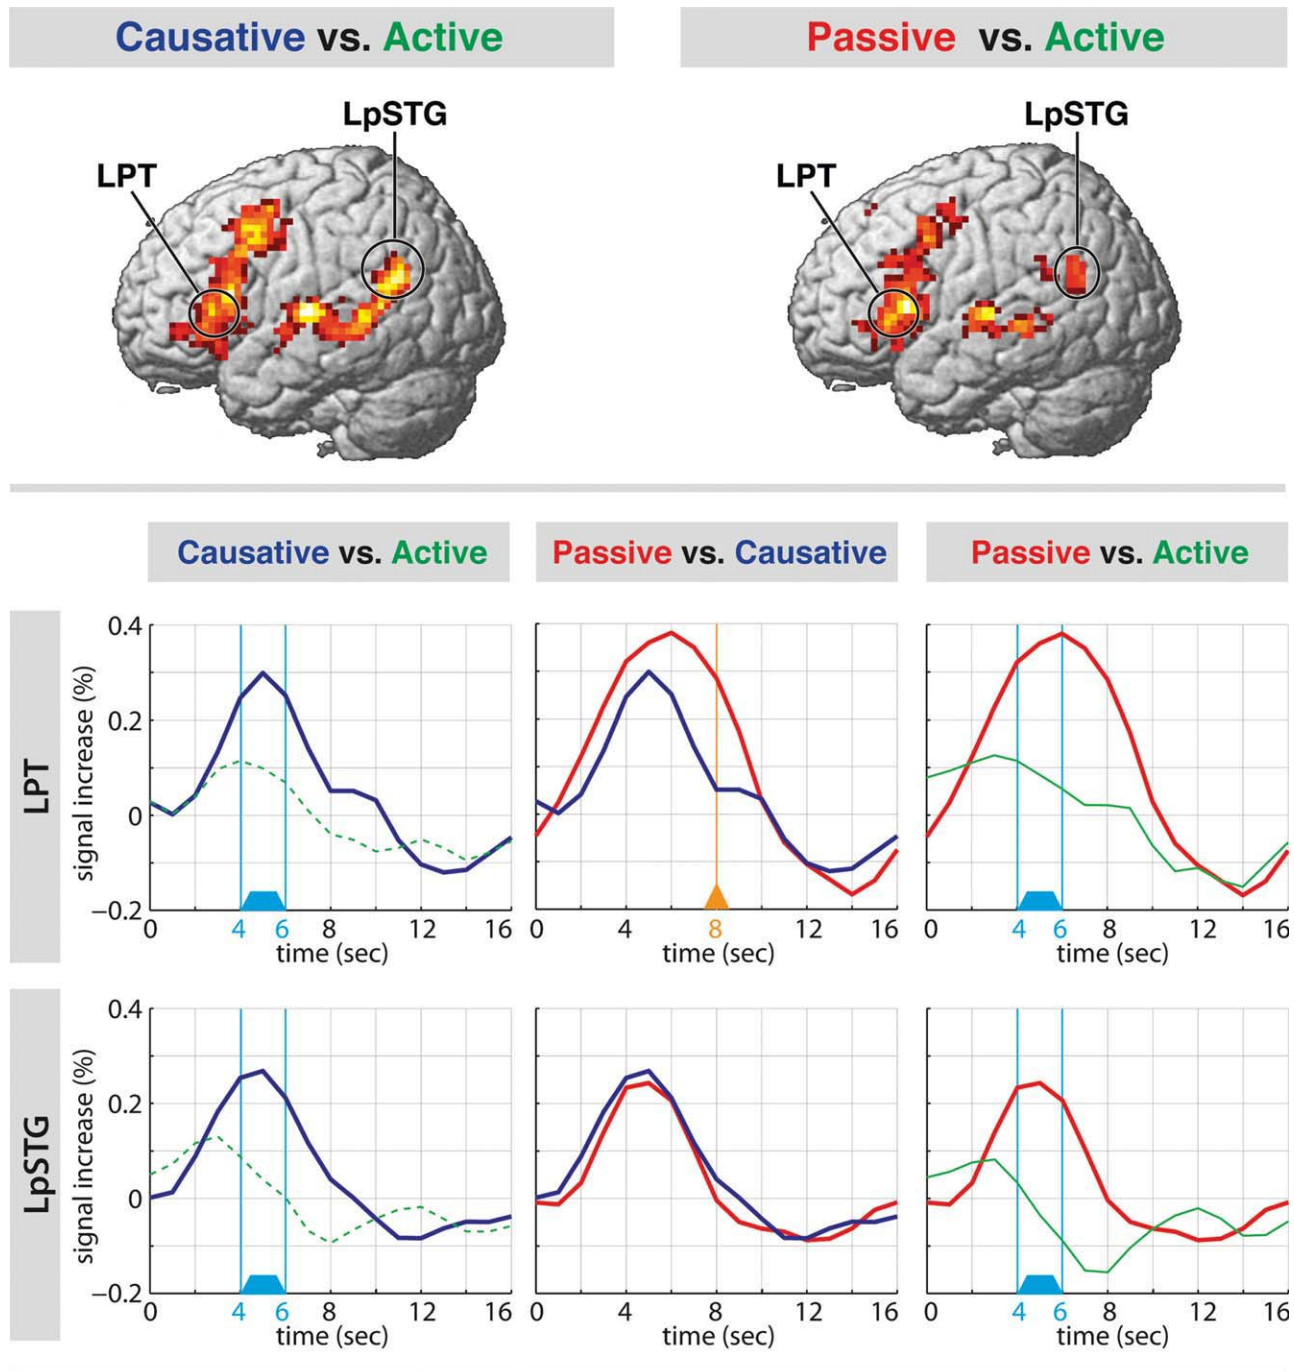 Causative vs. Active
Passive vs. Active
LpSTG
LPT
LpSTG
LPT
Causative vs. Active
Passive vs. Causative
Passive vs. Active
LPT
signal increase (%)
0.4
0.2
0
−0.2
0 4 6 8 12 16
time (sec)
0 4 8 12 16
time (sec)
0 4 6 8 12 16
time (sec)
LpSTG
signal increase (%)
0.4
0.2
0
−0.2
0 4 6 8 12 16
time (sec)
0 4 8 12 16
time (sec)
0 4 6 8 12 16
time (sec)